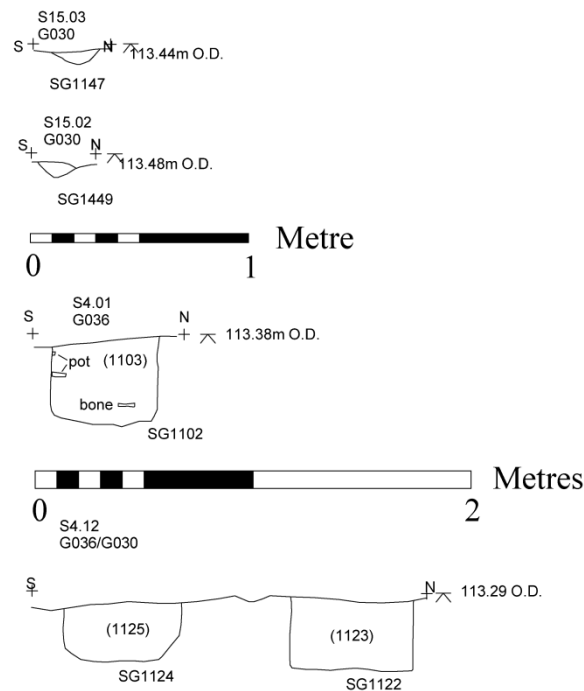 S15.03
G030
S N 113.44m O.D.
SG1147
S15.02
G030
S N 113.48m O.D.
SG1449
Metre
0 1
S4.01
G036
S N 113.38m O.D.
pot (1103)
bone
SG1102
Metres
0 2
S4.12
G036/G030
S N 113.29 O.D.
(1125) (1123)
SG1124 SG1122